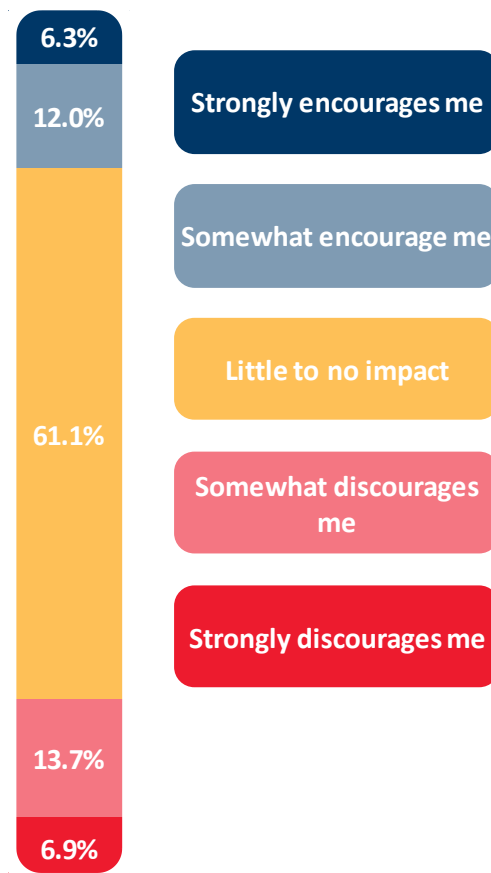 6.3%
12.0%
61.1%
13.7%
6.9%
Strongly encourages me
Somewhat encourage me
Little to no impact
Somewhat discourages
me
Strongly discourages me